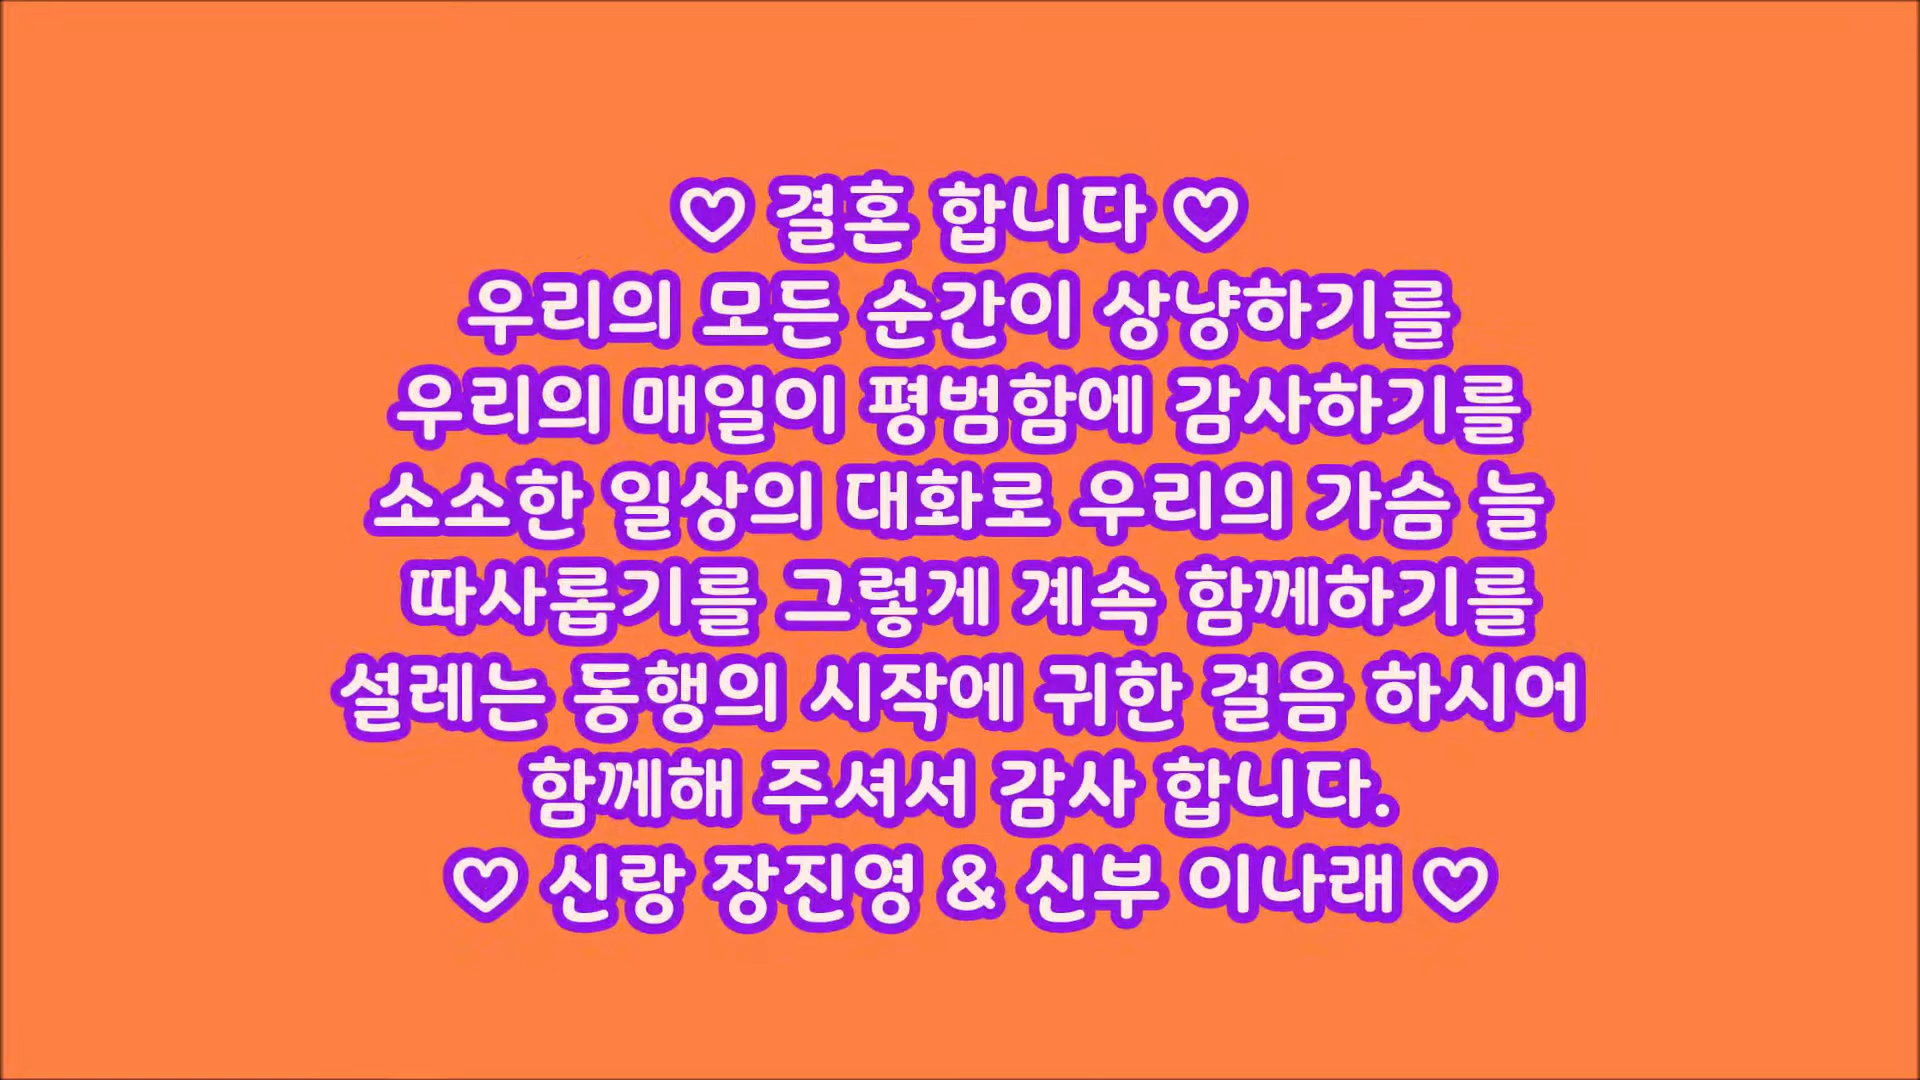 ♡ 결혼 합니다 ♡
우리의 모든 순간이 상냥하기를
우리의 매일이 평범함에 감사하기를
소소한 일상의 대화로 우리의 가슴 늘
따사롭기를 그렇게 계속 함께하기를
설레는 동행의 시작에 귀한 걸음 하시어
함께해 주셔서 감사 합니다.
♡ 신랑 장진영 & 신부 이나래 ♡